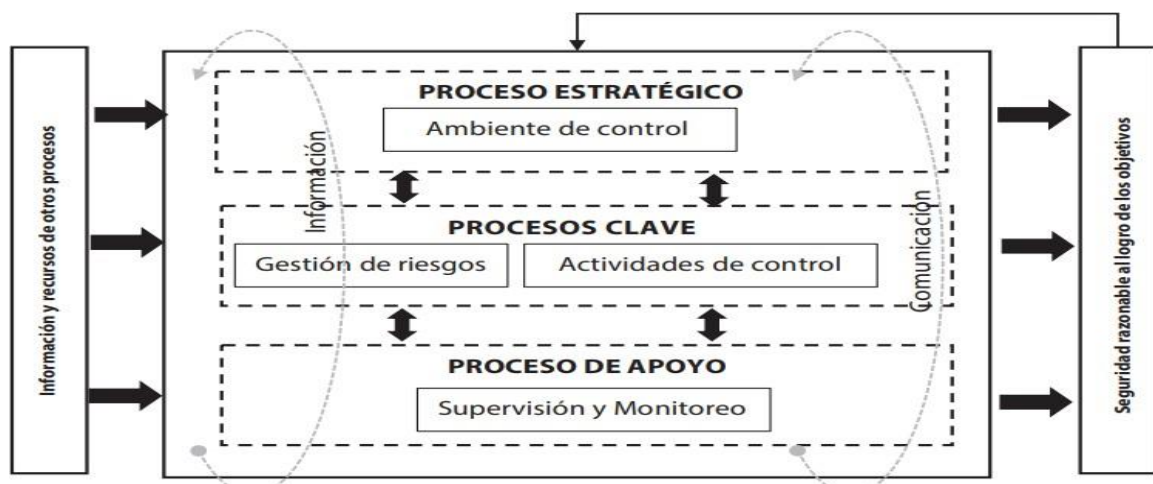 Información y recursos de otros procesos
PROCESO ESTRATÉGICO
Ambiente de control
Información
PROCESOS CLAVE
Gestión de riesgos
Actividades de control
Comunicacion
PROCESO DE APOYO
Supervisión y Monitoreo
Seguridad razonable al logro de los objetivos